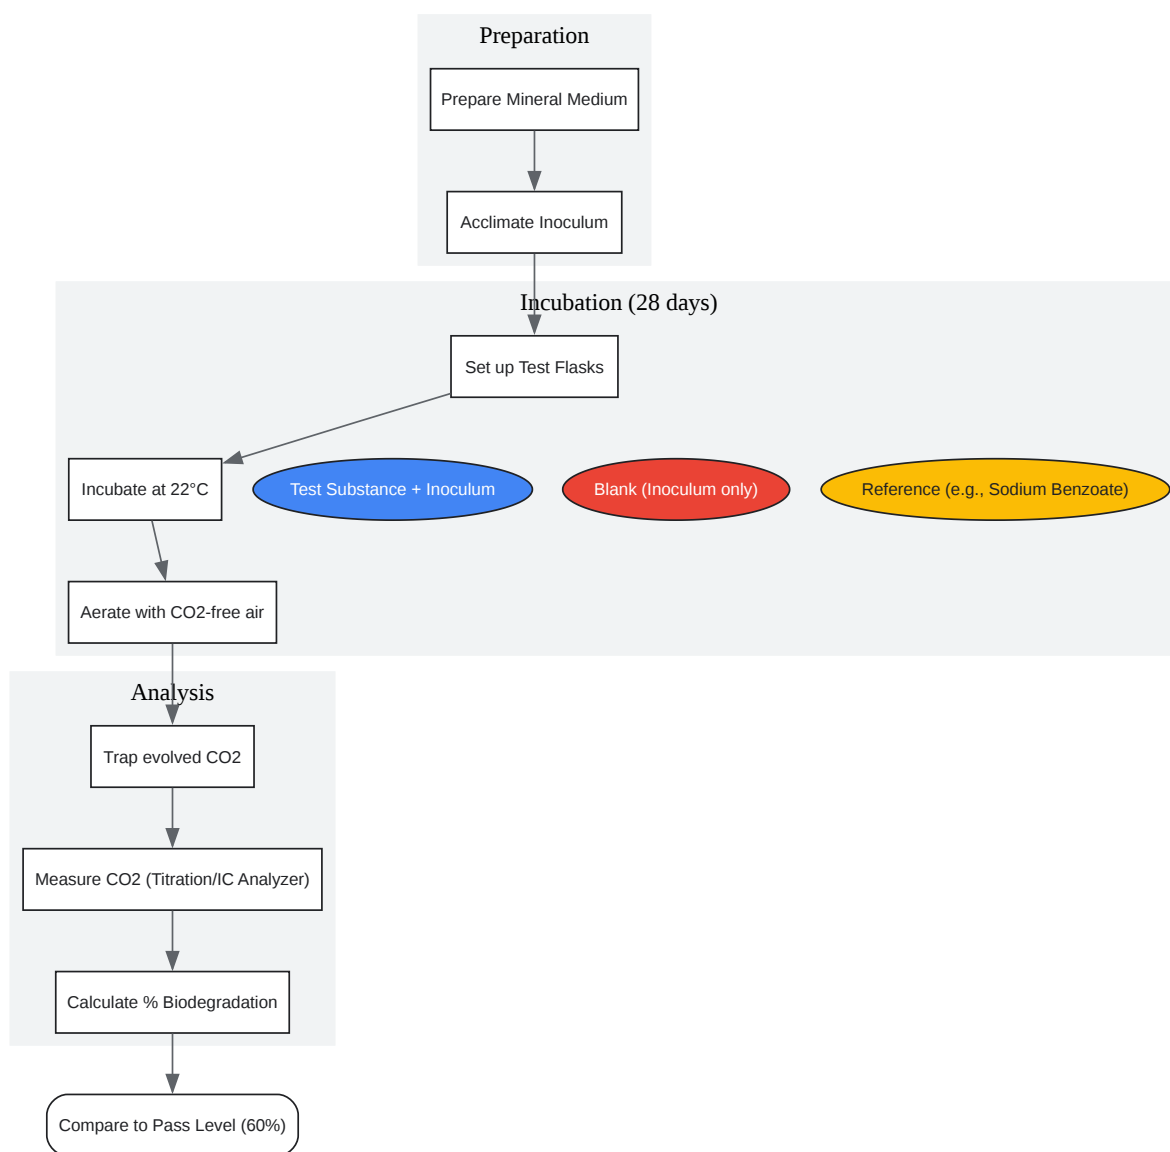 Preparation
Prepare Mineral Medium
Acclimate Inoculum
Incubation (28 days)
Set up Test Flasks
Incubate at 22°C
Test Substance + Inoculum
Blank (Inoculum only)
Reference (e.g., Sodium Benzoate)
Aerate with CO2-free air
Analysis
Trap evolved CO2
Measure CO2 (Titration/IC Analyzer)
Calculate % Biodegradation
Compare to Pass Level (60%)